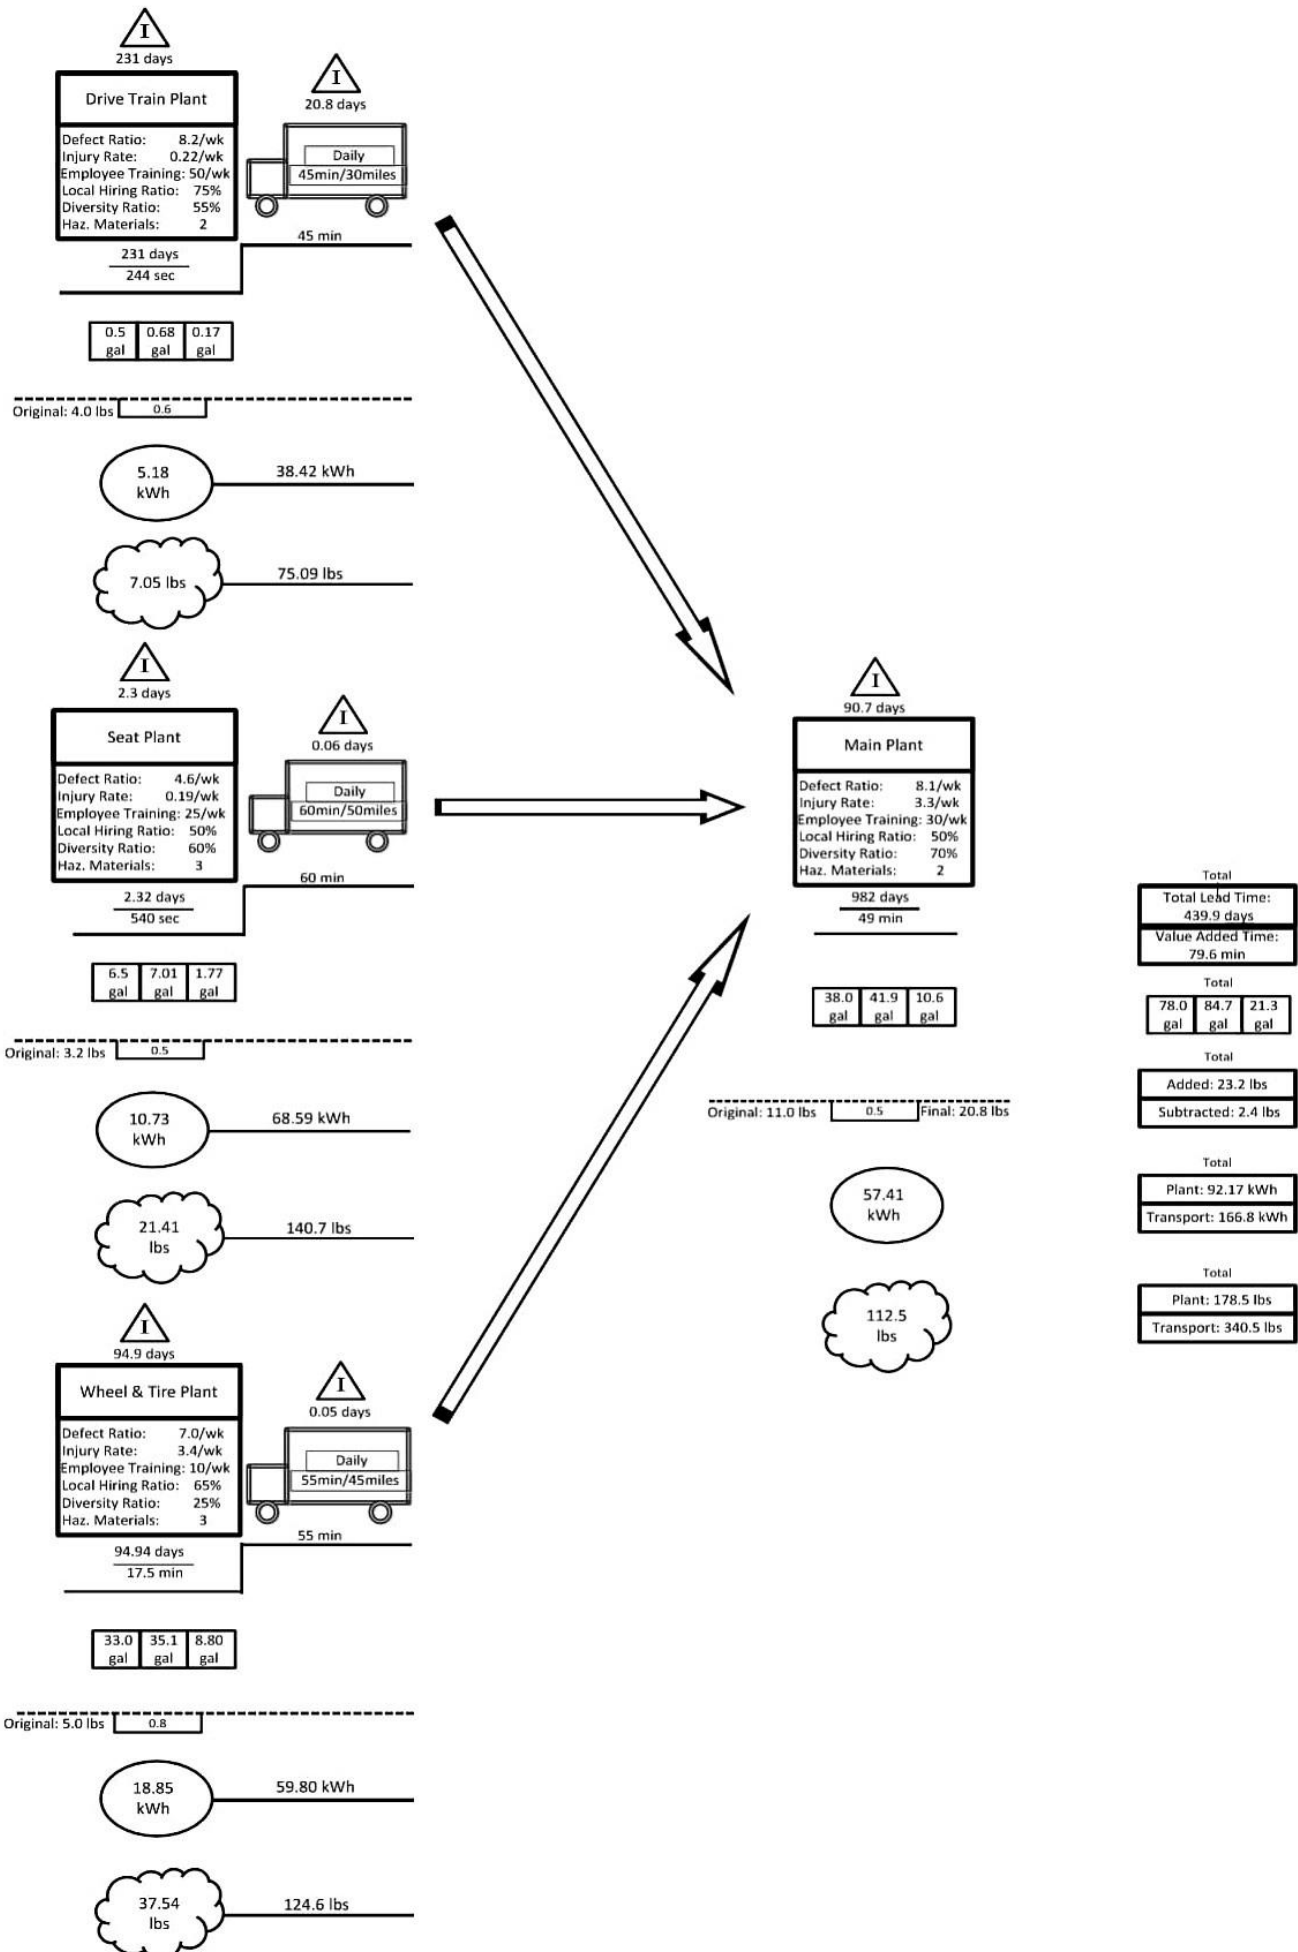 I
231 days
Drive Train Plant
Defect Ratio: 8.2/wk
Injury Rate: 0.22/wk
Employee Training: 50/wk
Local Hiring Ratio: 75%
Diversity Ratio: 55%
Haz. Materials: 2
I
20.8 days
Daily
45min/30miles
45 min
231 days
244 sec
0.5 gal
0.68 gal
0.17 gal
Original: 4.0 lbs
0.6
5.18
kWh
38.42 kWh
7.05 lbs
75.09 lbs
I
2.3 days
Seat Plant
Defect Ratio: 4.6/wk
Injury Rate: 0.19/wk
Employee Training: 25/wk
Local Hiring Ratio: 50%
Diversity Ratio: 60%
Haz. Materials: 3
I
0.06 days
Daily
60min/50miles
60 min
2.32 days
540 sec
6.5 gal
7.01 gal
1.77 gal
Original: 3.2 lbs
0.5
10.73
kWh
68.59 kWh
21.41
lbs
140.7 lbs
I
94.9 days
Wheel & Tire Plant
Defect Ratio: 7.0/wk
Injury Rate: 3.4/wk
Employee Training: 10/wk
Local Hiring Ratio: 65%
Diversity Ratio: 25%
Haz. Materials: 3
I
0.05 days
Daily
55min/45miles
55 min
94.94 days
17.5 min
33.0 gal
35.1 gal
8.80 gal
Original: 5.0 lbs
0.8
18.85
kWh
59.80 kWh
37.54
lbs
124.6 lbs
I
90.7 days
Main Plant
Defect Ratio: 8.1/wk
Injury Rate: 3.3/wk
Employee Training: 30/wk
Local Hiring Ratio: 50%
Diversity Ratio: 70%
Haz. Materials: 2
982 days
49 min
38.0 gal
41.9 gal
10.6 gal
Original: 11.0 lbs
0.5
Final: 20.8 lbs
57.41
kWh
112.5
lbs
Total
Total Lead Time:
439.9 days
Value Added Time:
79.6 min
Total
78.0 gal
84.7 gal
21.3 gal
Total
Added: 23.2 lbs
Subtracted: 2.4 lbs
Total
Plant: 92.17 kWh
Transport: 166.8 kWh
Total
Plant: 178.5 lbs
Transport: 340.5 lbs